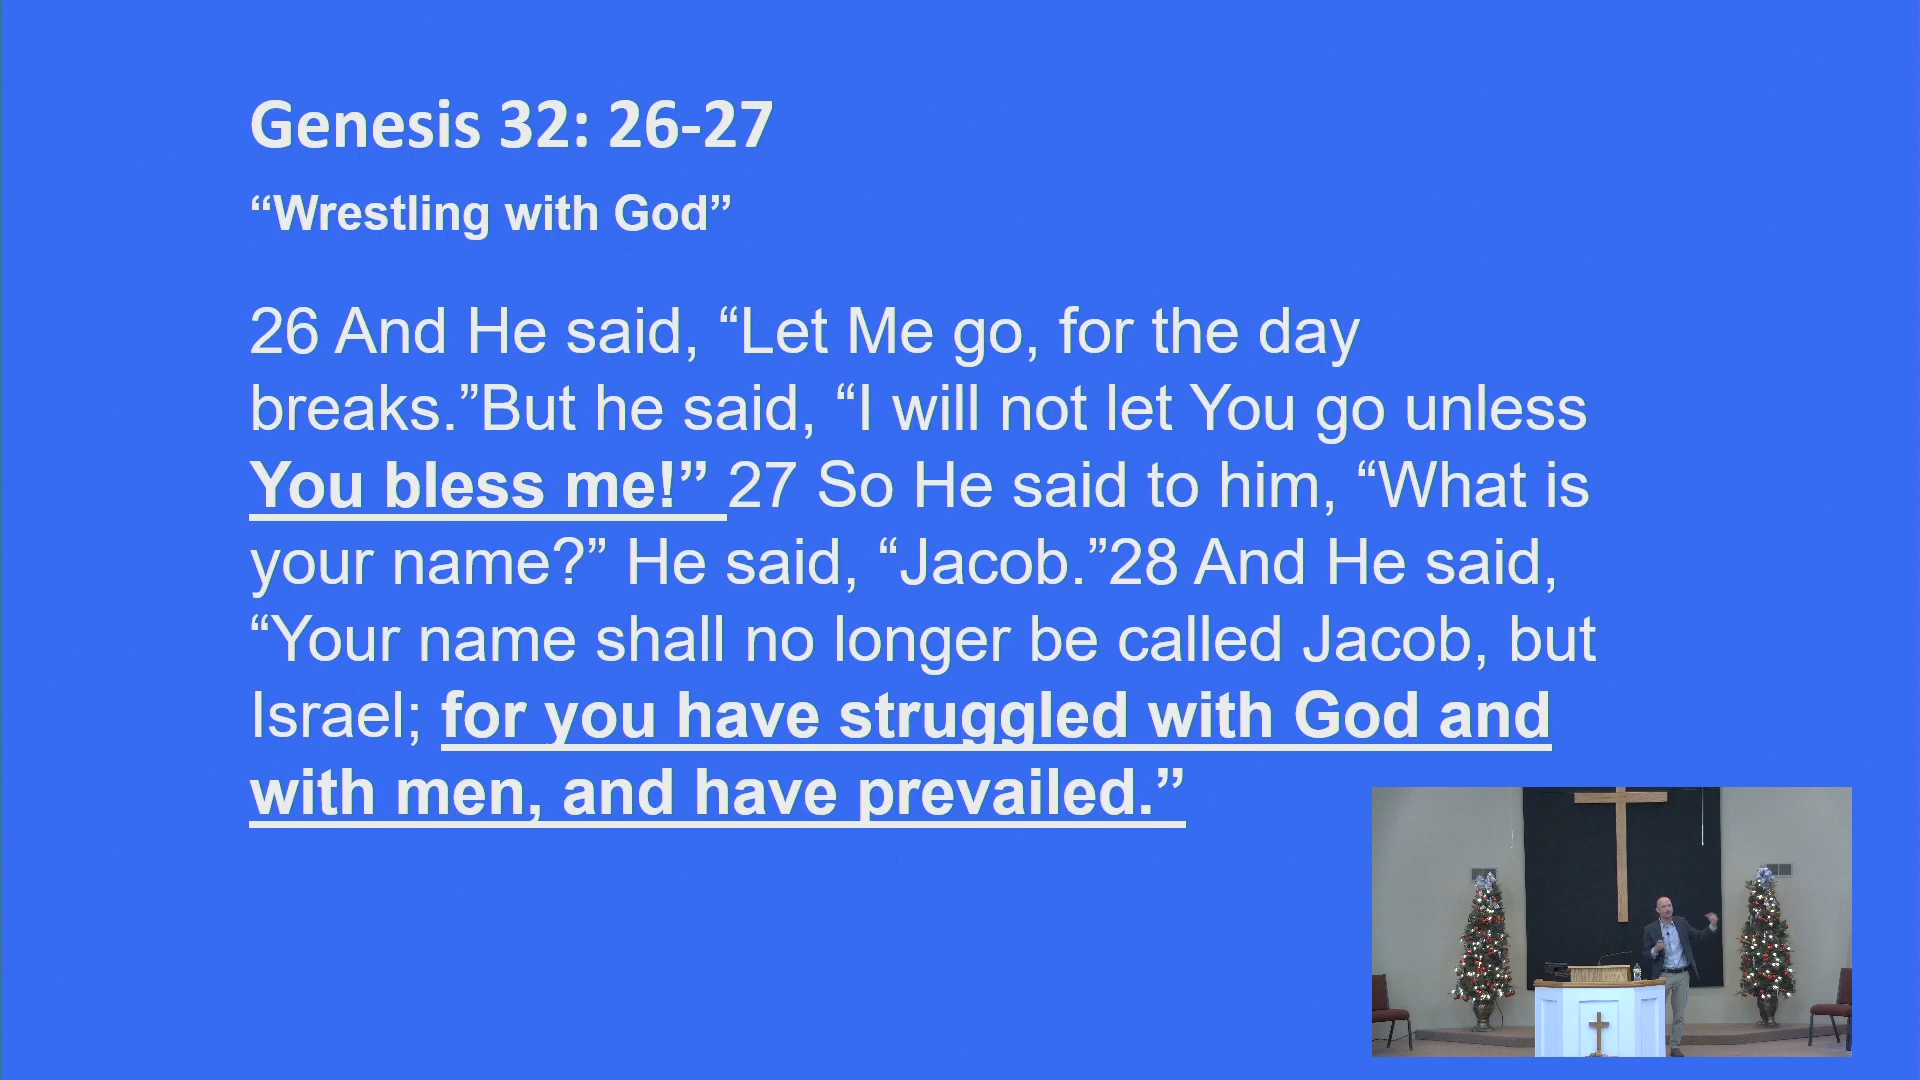 Genesis 32: 26-27
“Wrestling with God”
26 And He said, “Let Me go, for the day
breaks.”But he said, “I will not let You go unless
You bless me!” 27 So He said to him, “What is
your name?” He said, “Jacob.”28 And He said,
“Your name shall no longer be called Jacob, but
Israel; for you have struggled with God and
with men, and have prevailed.”